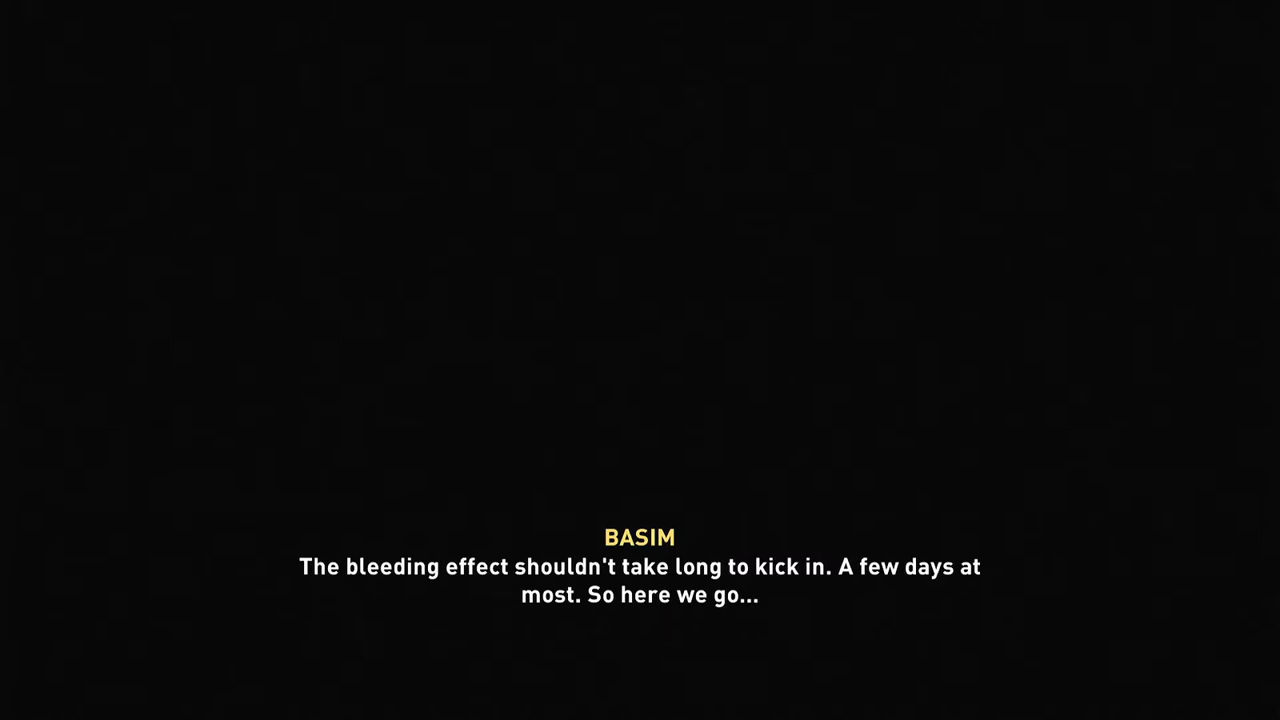 BASIM
The bleeding effect shouldn't take long to kick in. A few days at
most. So here we go...